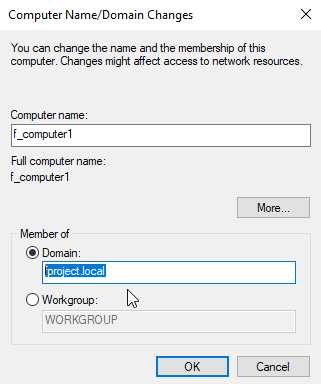 Computer Name/Domain Changes
You can change the name and the membership of this
computer. Changes might affect access to network resources.
Computer name:
f_computer1
Full computer name:
f_computer1
More...
Member of
Domain:
fproject.local
Workgroup:
WORKGROUP
OK
Cancel